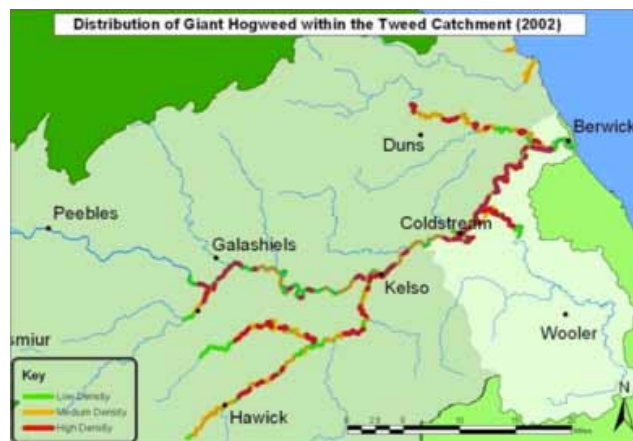 Distribution of Giant Hogweed within the Tweed Catchment (2002)
Berwick
Duns
Peebles
Coldstream
Galashiels
Kelso
smiur
Wooler
Key
Low Density
Medium Density
High Density
Hawick
N
Miles